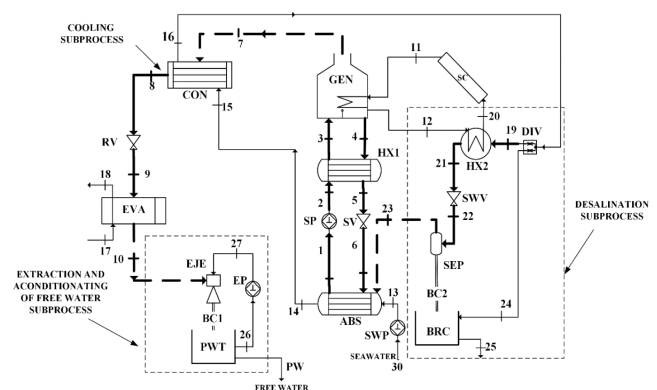 COOLING
SUBPROCESS
16
7
8
CON
15
GEN
11
SC
12
20
19
DIV
HX2
3
4
RV
HX1
21
SWV
22
9
2
5
SP
SV
23
18
EVA
17
10
1
6
SEP
DESALINATION
SUBPROCESS
EXTRACTION AND
ACONDITIONATING
OF FREE WATER
SUBPROCESS
EJE
27
EP
BC1
26
PWT
PW
FREE WATER
14
ABS
13
SWP
SEAWATER
30
BC2
24
BRC
25